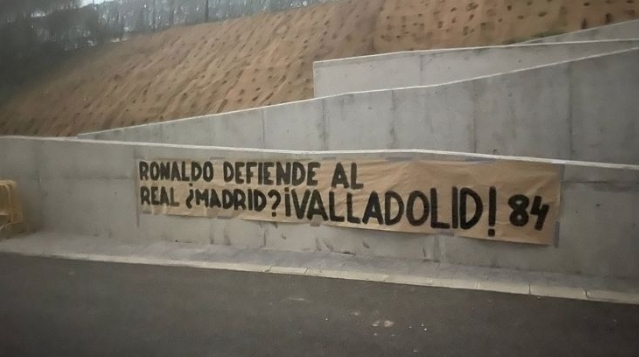 RONALDO DEFIENDE AL
REAL ¿MADRID? ¡VALLADOLID! 84